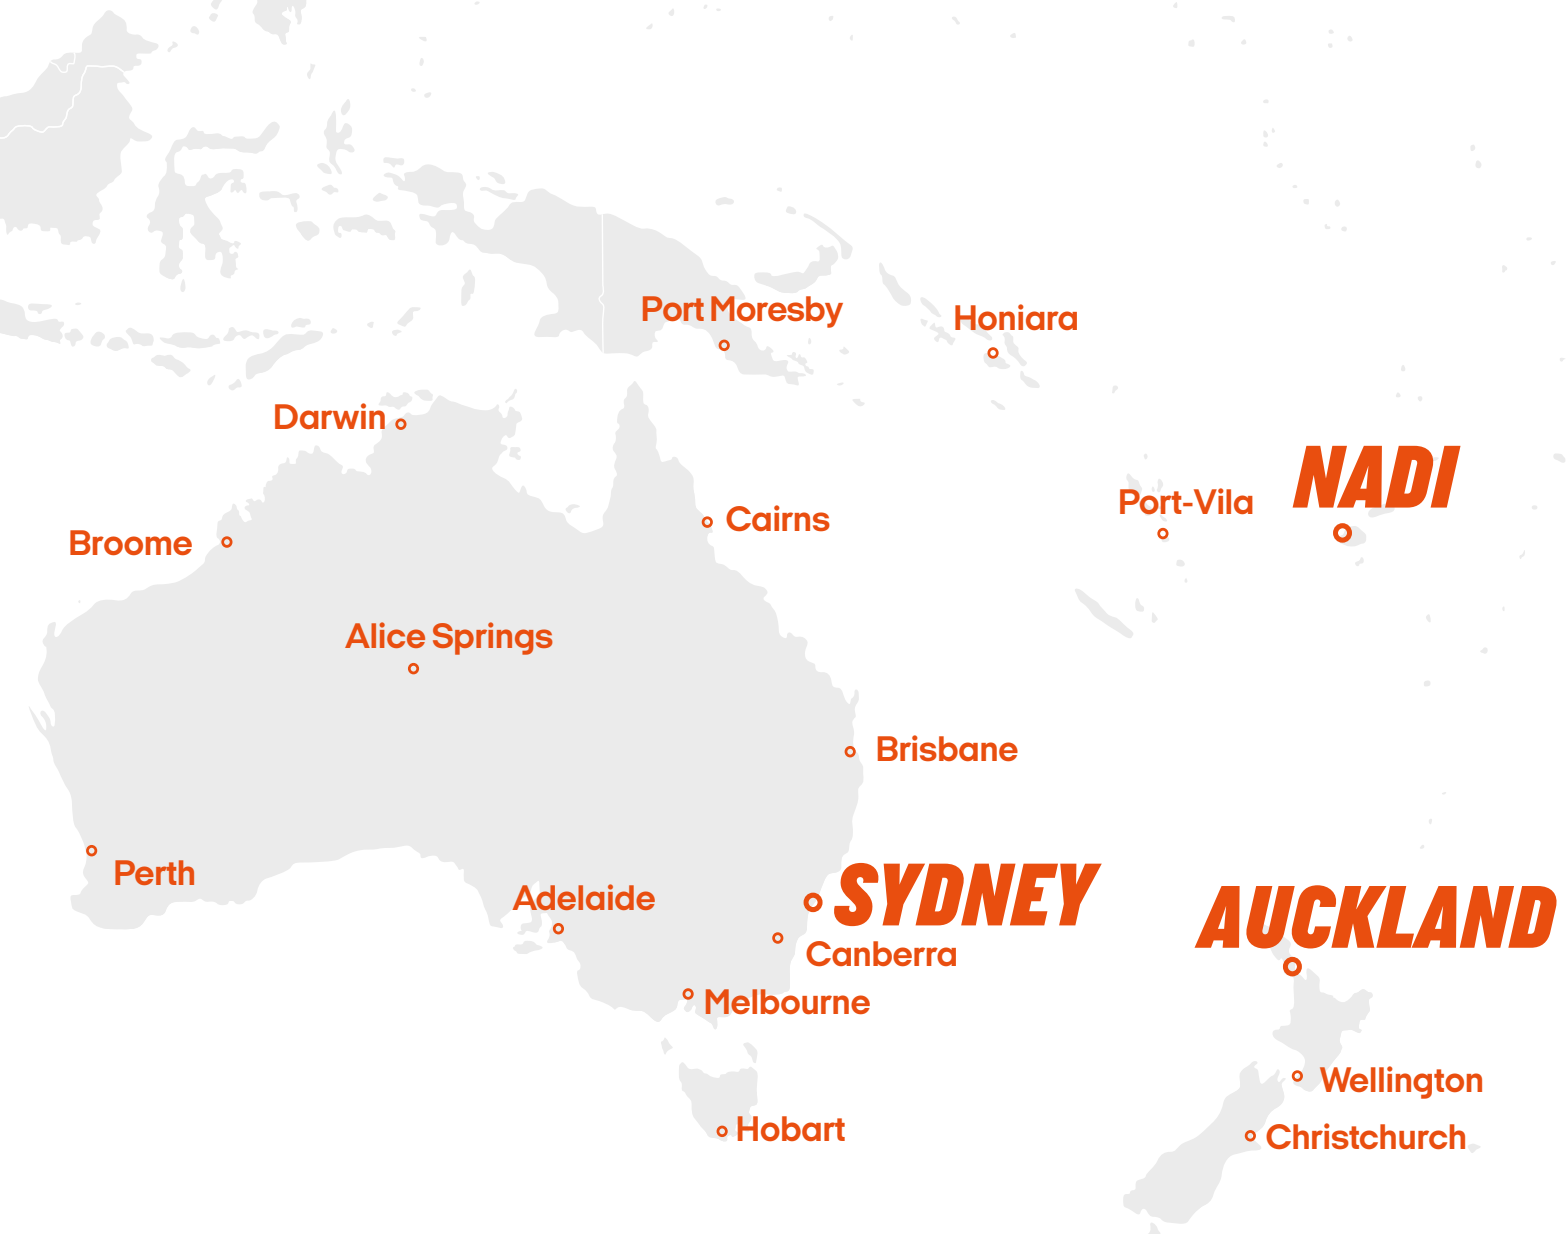 Port Moresby
Honiara
Darwin
NADI
Port-Vila
Cairns
Broome
Alice Springs
Brisbane
Perth
Adelaide
SYDNEY
AUCKLAND
Canberra
Melbourne
Wellington
Hobart
Christchurch